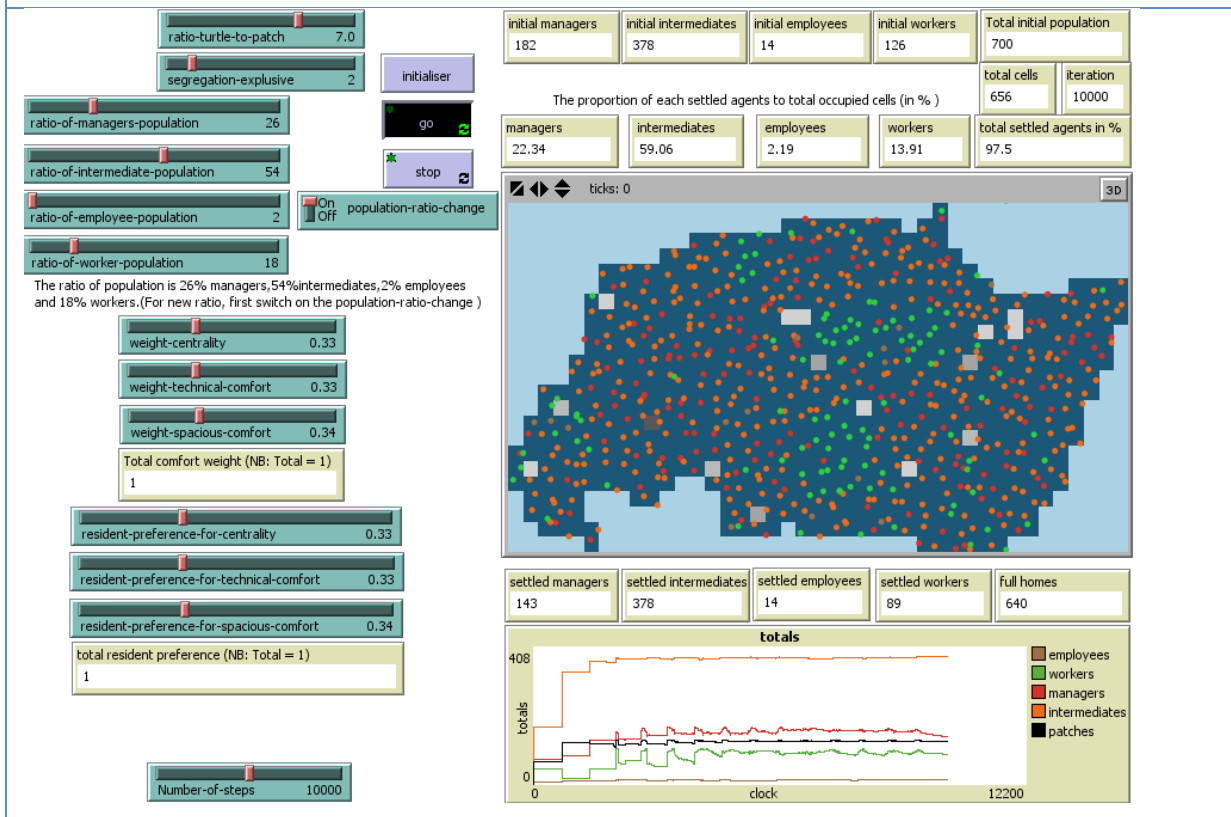 ratio-turtle-to-patch 7.0
segregation-explusive 2
initialiser
ratio-of-managers-population 26
go
ratio-of-intermediate-population 54
stop
ratio-of-employee-population 2
On
Off
population-ratio-change
ratio-of-worker-population 18
The ratio of population is 26% managers,54%intermediates,2% employees
and 18% workers.(For new ratio, first switch on the population-ratio-change )
weight-centrality 0.33
weight-technical-comfort 0.33
weight-spacious-comfort 0.34
Total comfort weight (NB: Total = 1)
1
resident-preference-for-centrality 0.33
resident-preference-for-technical-comfort 0.33
resident-preference-for-spacious-comfort 0.34
total resident preference (NB: Total = 1)
1
Number-of-steps 10000
initial managers
182
initial intermediates
378
initial employees
14
initial workers
126
Total initial population
700
total cells
656
iteration
10000
The proportion of each settled agents to total occupied cells (in % )
managers
22.34
intermediates
59.06
employees
2.19
workers
13.91
total settled agents in %
97.5
ticks: 0
3D
settled managers
143
settled intermediates
378
settled employees
14
settled workers
89
full homes
640
totals
408
totals
0
0
clock
12200
employees
workers
managers
intermediates
patches